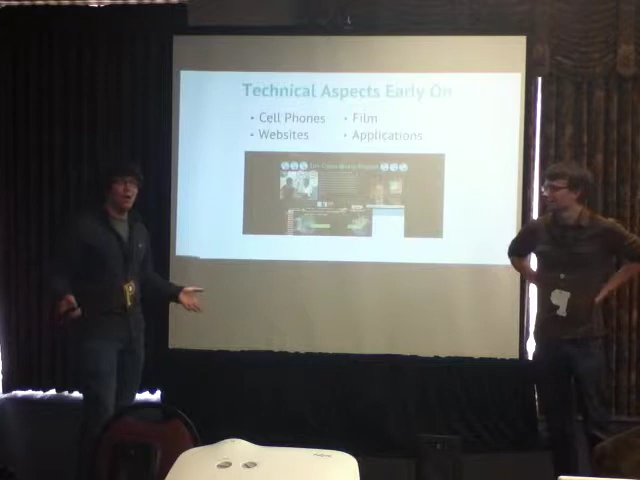 Technical Aspects Early On
• Cell Phones
• Websites
• Film
• Applications